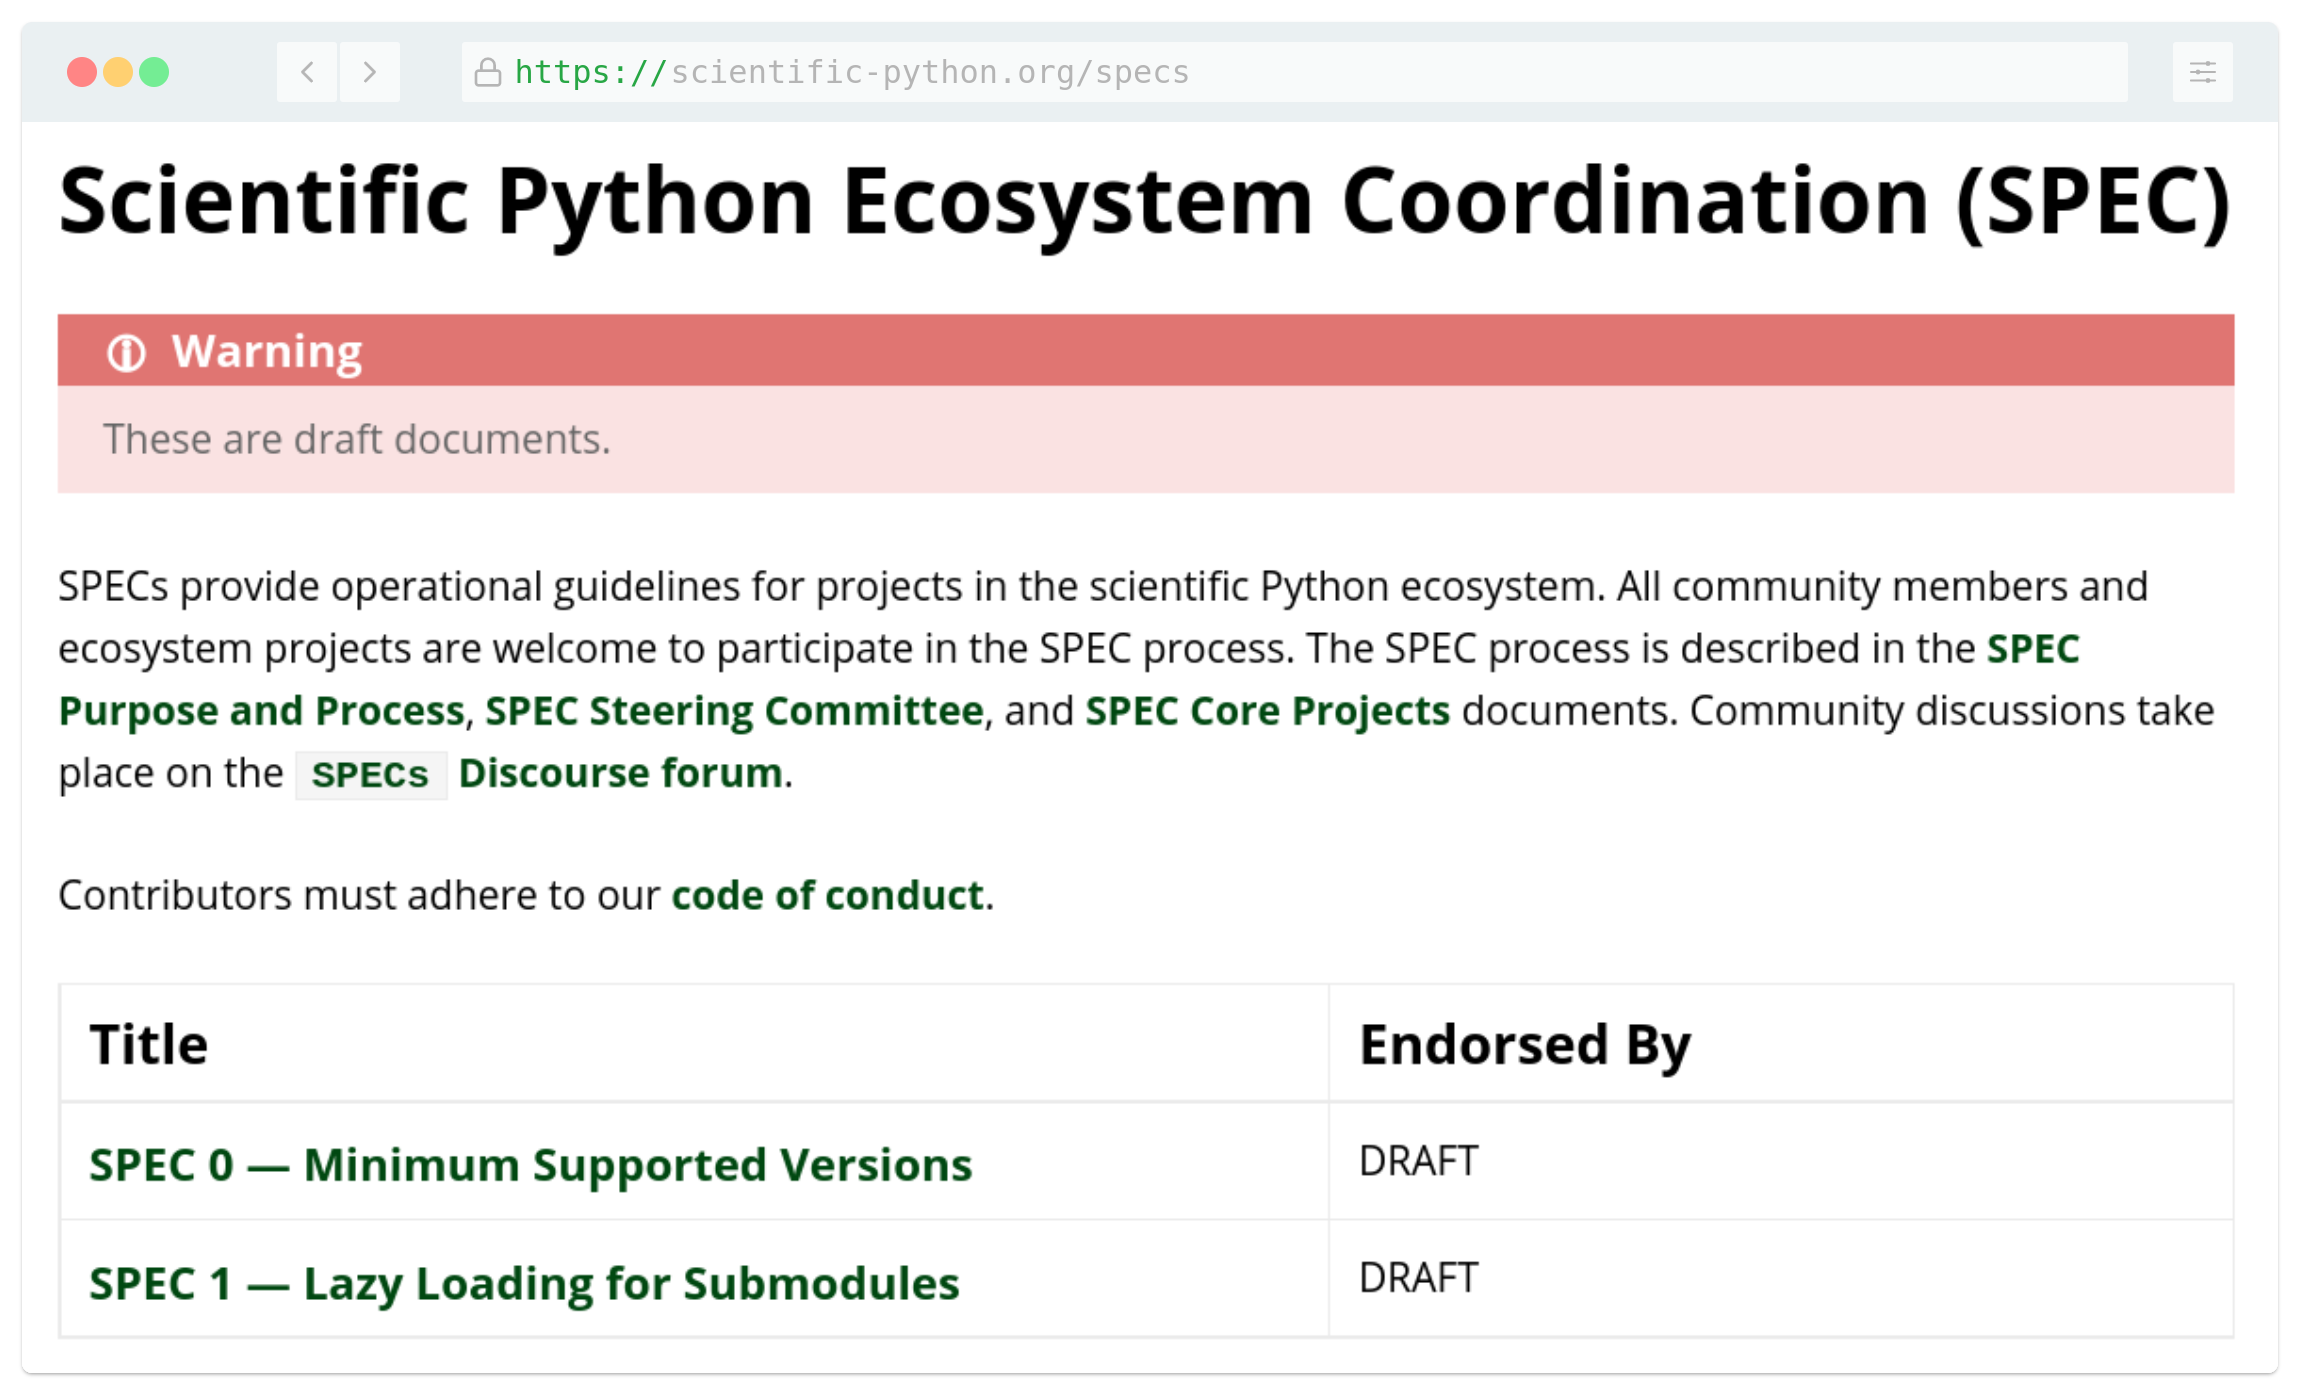 https://scientific-python.org/specs
Scientific Python Ecosystem Coordination (SPEC)
Warning
These are draft documents.
SPECs provide operational guidelines for projects in the scientific Python ecosystem. All community members and
ecosystem projects are welcome to participate in the SPEC process. The SPEC process is described in the SPEC
Purpose and Process, SPEC Steering Committee, and SPEC Core Projects documents. Community discussions take
place on the SPECs Discourse forum.
Contributors must adhere to our code of conduct.
Title Endorsed By
SPEC 0 — Minimum Supported Versions DRAFT
SPEC 1 — Lazy Loading for Submodules DRAFT